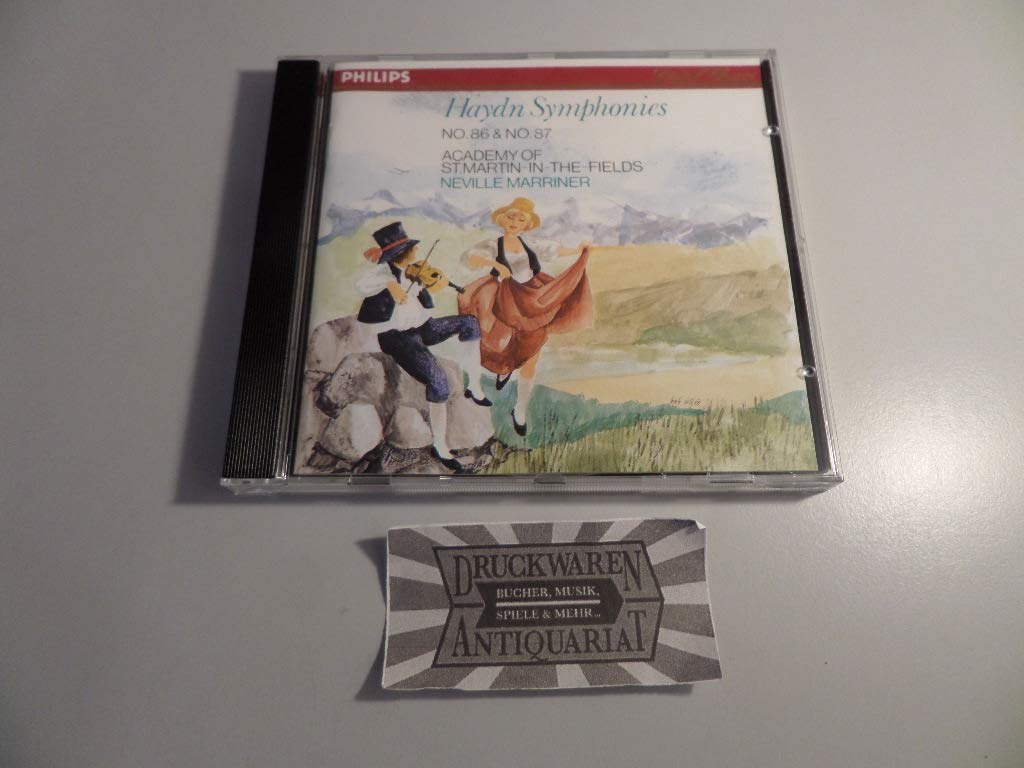 PHILIPS
Haydn Symphonies
NO. 86 & NO. 87
ACADEMY OF
ST. MARTIN-IN-THE-FIELDS
NEVILLE MARRINER
DRUCKWAREN
BÜCHER, MUSIK,
SPIELE & MEHR...
ANTIQUARIAT